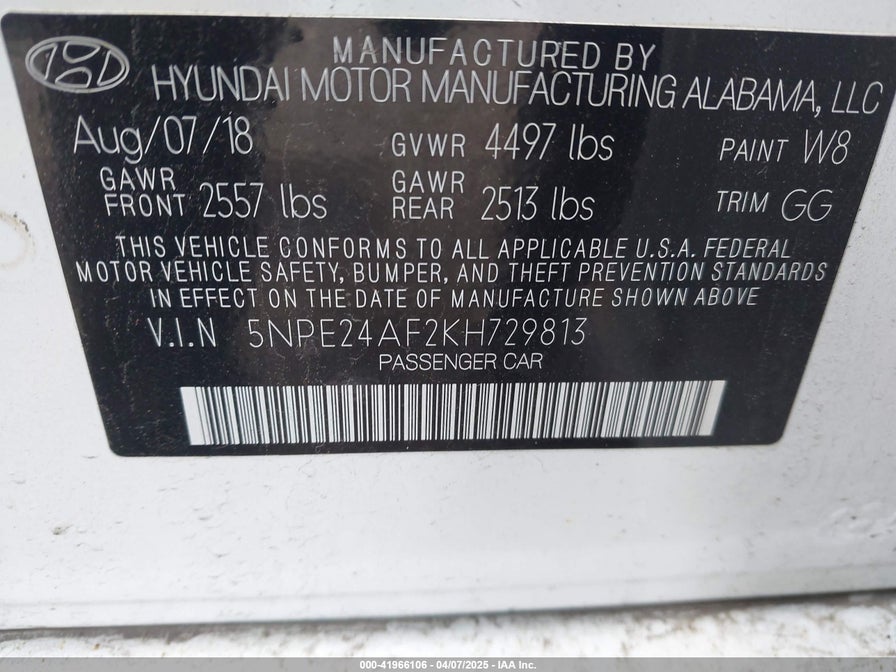 MANUFACTURED BY
HYUNDAI MOTOR MANUFACTURING ALABAMA, LLC
Aug/07/18 GVWR 4497 lbs PAINT W8
GAWR FRONT 2557 lbs GAWR REAR 2513 lbs TRIM GG
THIS VEHICLE CONFORMS TO ALL APPLICABLE U.S.A. FEDERAL
MOTOR VEHICLE SAFETY, BUMPER, AND THEFT PREVENTION STANDARDS
IN EFFECT ON THE DATE OF MANUFACTURE SHOWN ABOVE
V.I.N 5NPE24AF2KH729813
PASSENGER CAR
000-41966106 - 04/07/2025 - IAA Inc.